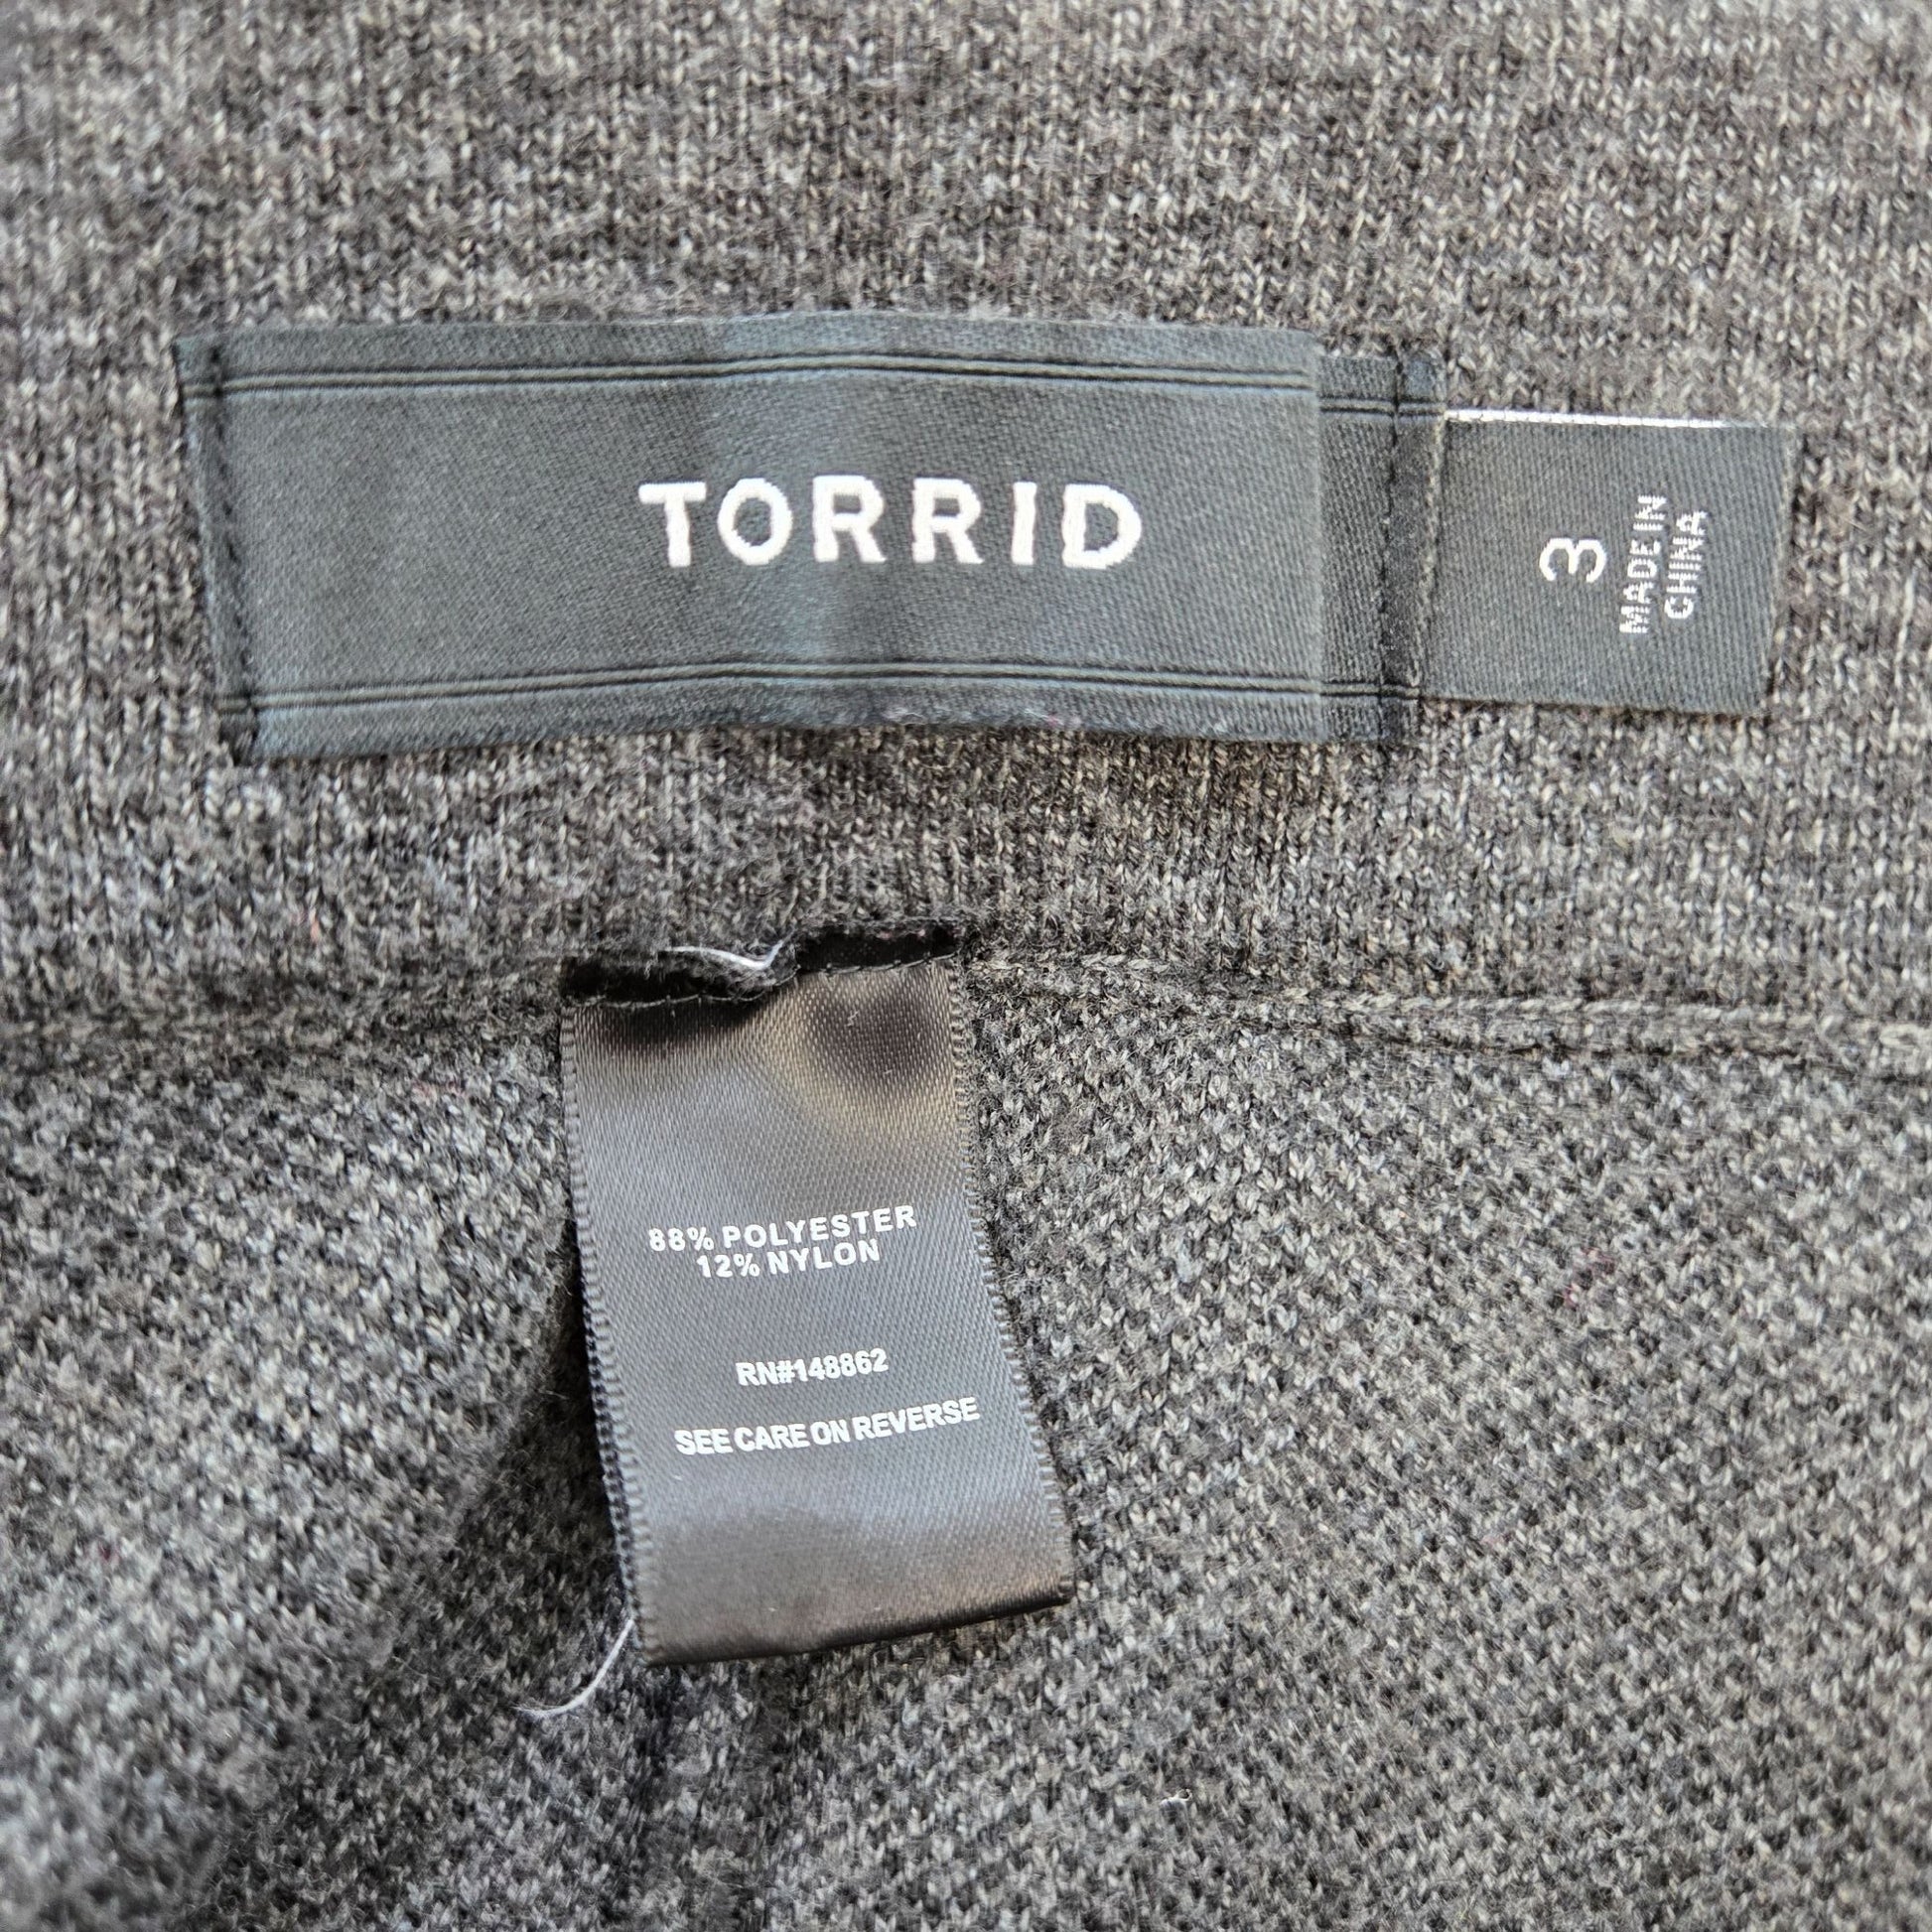 TORRID
3
MADE IN
CHINA
88% POLYESTER
12% NYLON
RN#148862
SEE CARE ON REVERSE